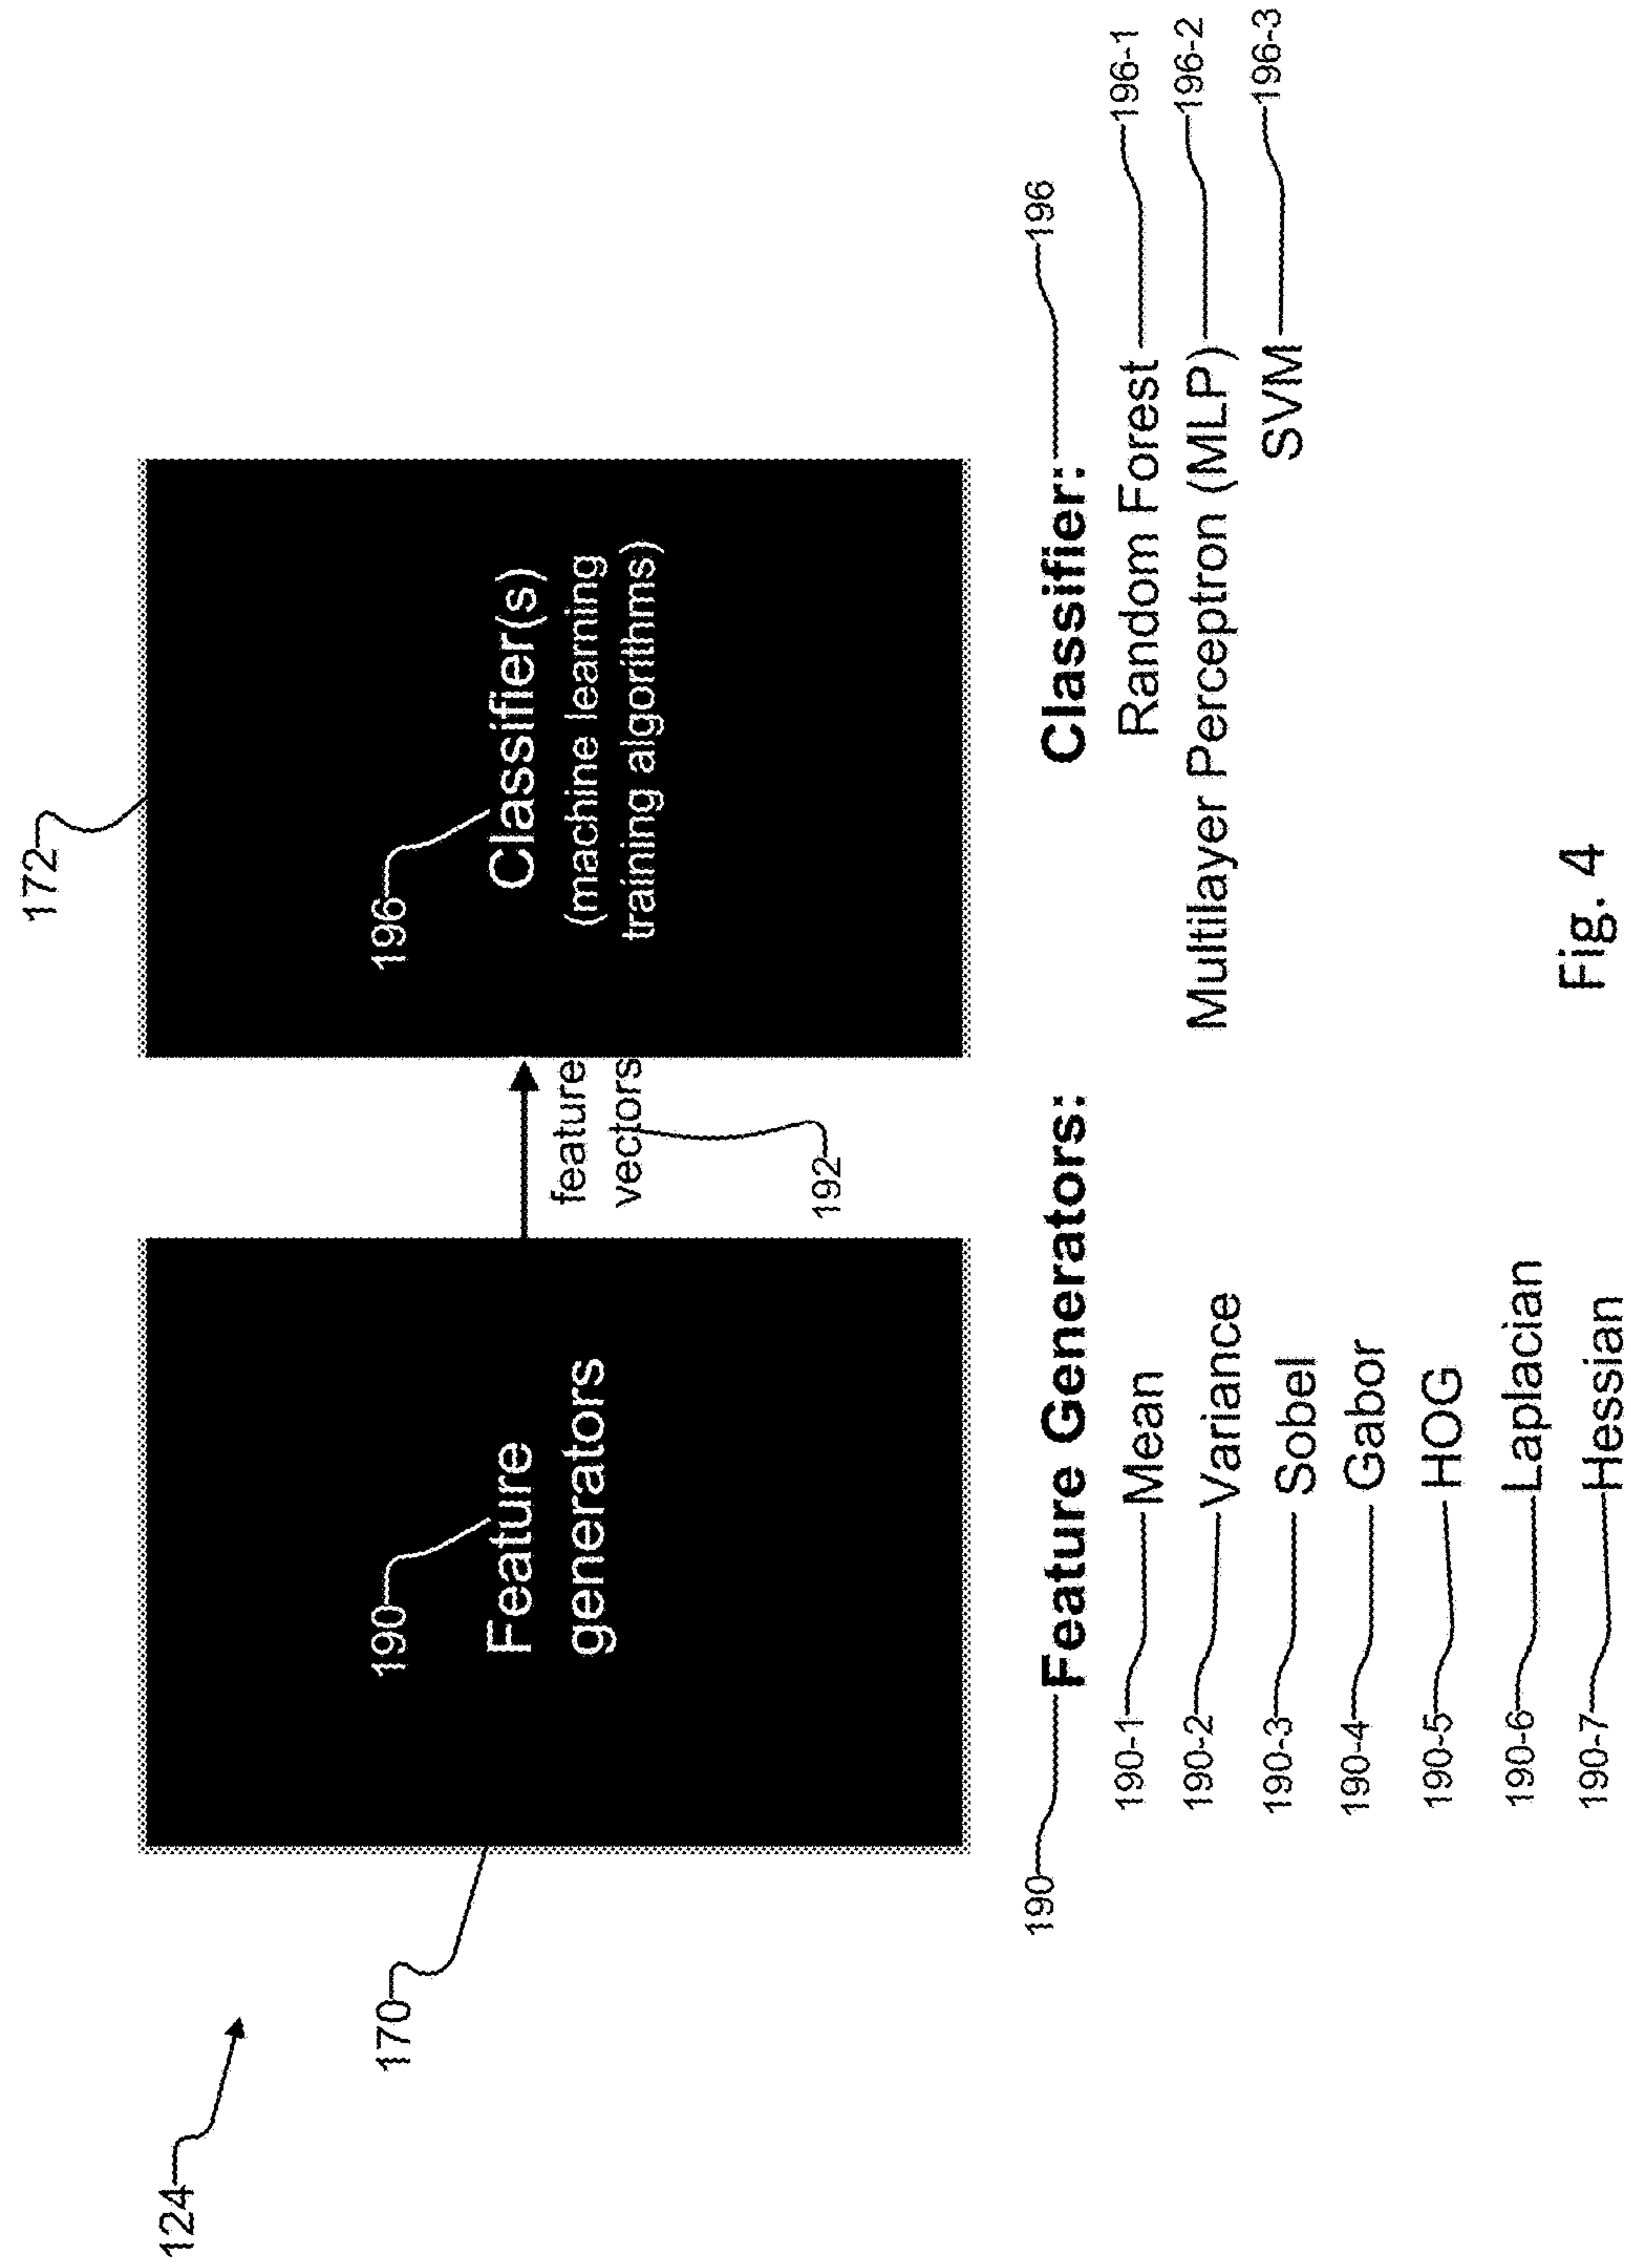 124
170
172
190
Feature
generators
feature
vectors
192
196
Classifier(s)
(machine learning
training algorithms)
190 Feature Generators:
190-1 Mean
190-2 Variance
190-3 Sobel
190-4 Gabor
190-5 HOG
190-6 Laplacian
190-7 Hessian
Classifier: 196
Random Forest 196-1
Multilayer Perceptron (MLP) 196-2
SVM 196-3
Fig. 4